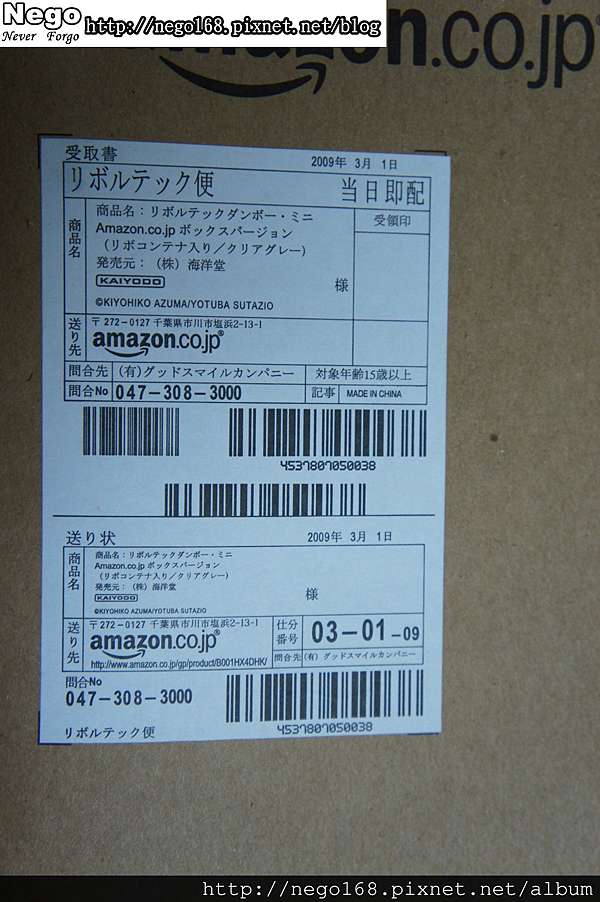 Nego
Never Forgo
http://nego168.pixnet.net/blog
amazon.co.jp
受取書
2009年 3月 1日
リボルテック便
当日即配
商品名
商品名：リボルテックダンボー・ミニ
Amazon.co.jp ボックスバージョン
（リボコンテナ入り／クリアグレー）
発売元：（株）海洋堂
KAIYODO
様
©KIYOHIKO AZUMA/YOTUBA SUTAZIO
受領印
送り先
〒272-0127 千葉県市川市塩浜2-13-1
amazon.co.jp®
問合先
（有）グッドスマイルカンパニー
対象年齢15歳以上
問合No
047-308-3000
記事
MADE IN CHINA
4537807050038
送り状
2009年 3月 1日
商品名
商品名：リボルテックダンボー・ミニ
Amazon.co.jp ボックスバージョン
（リボコンテナ入り／クリアグレー）
発売元：（株）海洋堂
KAIYODO
様
©KIYOHIKO AZUMA/YOTUBA SUTAZIO
送り先
〒272-0127 千葉県市川市塩浜2-13-1
amazon.co.jp®
http://www.amazon.co.jp/gp/product/B001HX4DHK/
仕分番号
03-01-09
問合先
（有）グッドスマイルカンパニー
問合No
047-308-3000
4537807050038
リボルテック便
http://nego168.pixnet.net/album